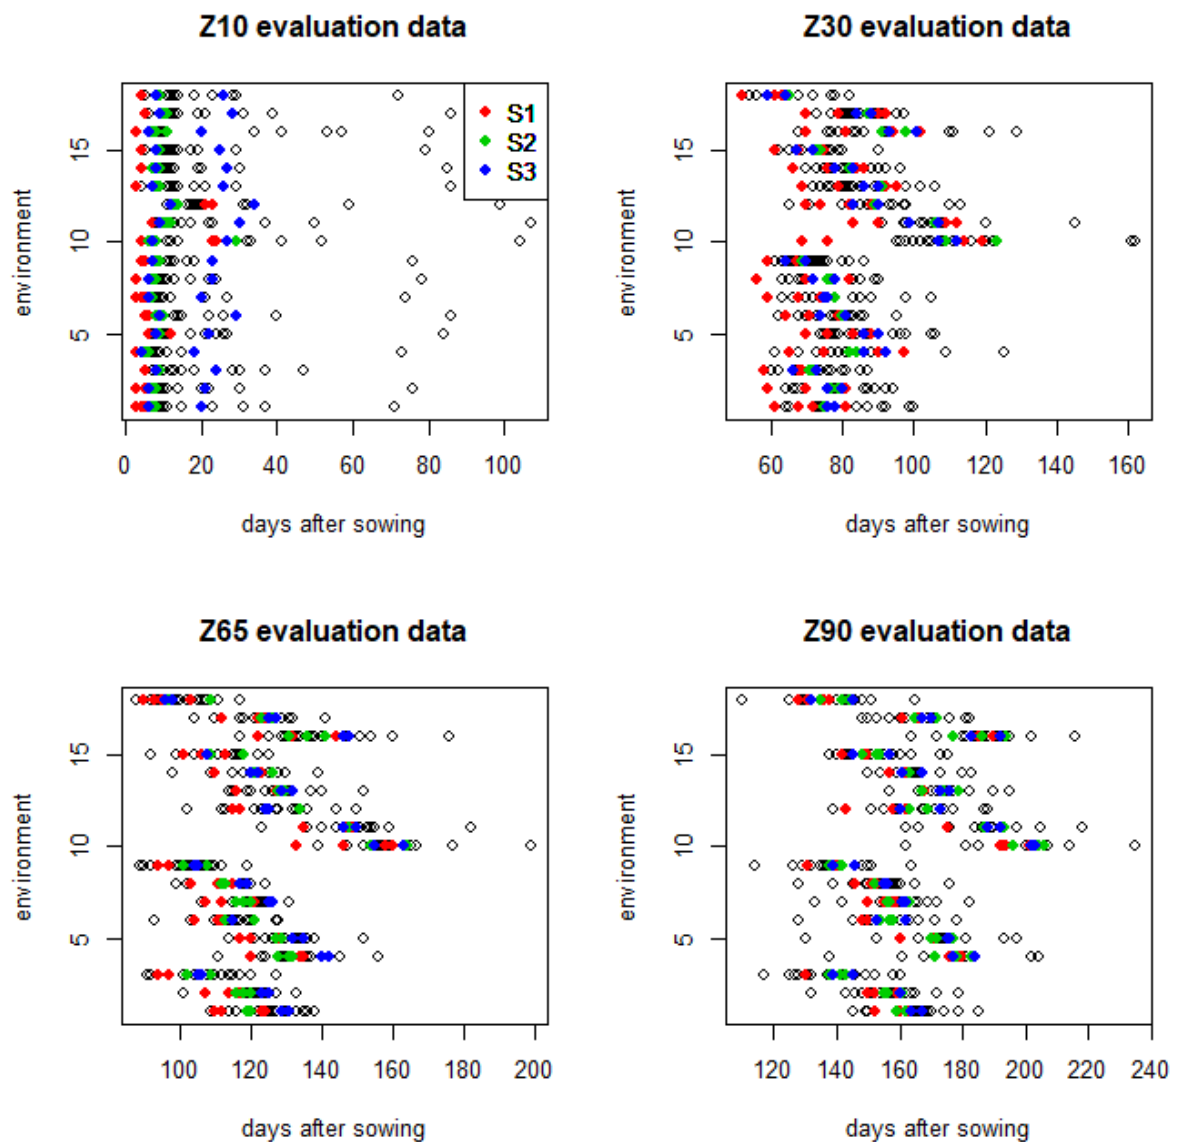 Z10 evaluation data
environment
5
10
15
S1
S2
S3
0
20
40
60
80
100
days after sowing
Z30 evaluation data
environment
5
10
15
60
80
100
120
140
160
days after sowing
Z65 evaluation data
environment
5
10
15
100
120
140
160
180
200
days after sowing
Z90 evaluation data
environment
5
10
15
120
140
160
180
200
220
240
days after sowing